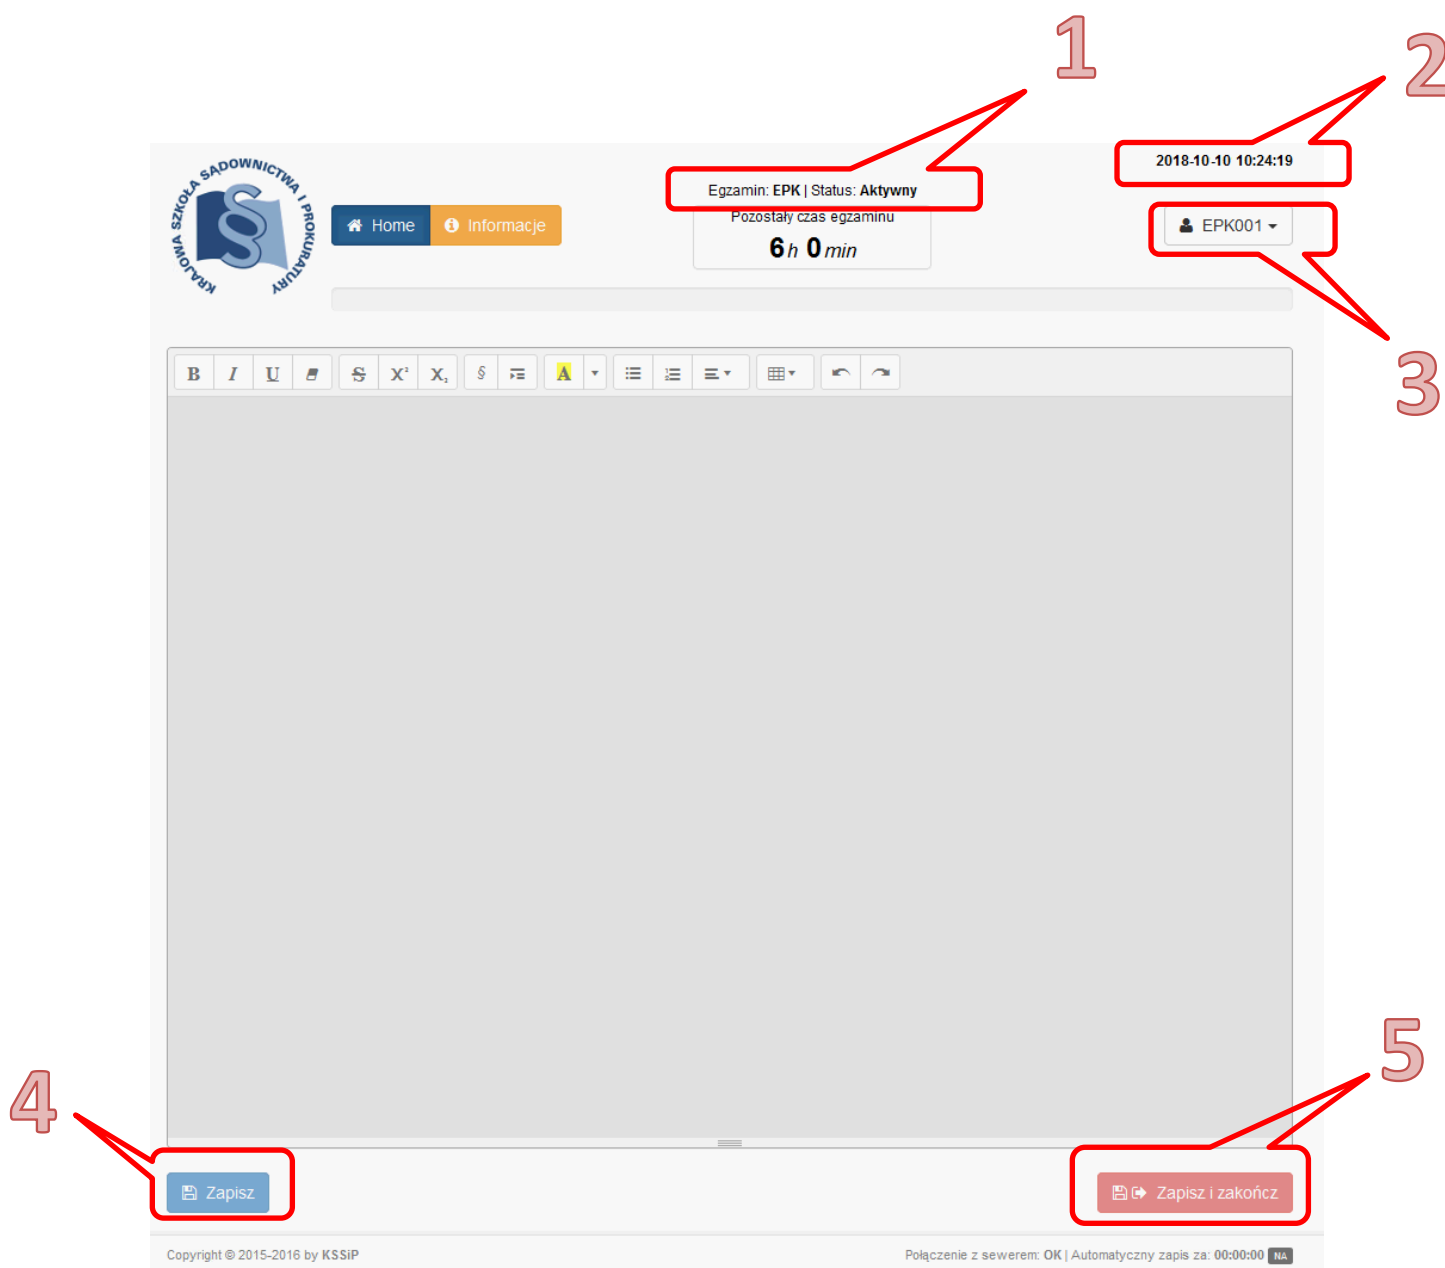 1
2
2018-10-10 10:24:19
KRAJOWA SZKOŁA SĄDOWNICTWA I PROKURATURY
Egzamin: EPK | Status: Aktywny
Home Informacje
Pozostały czas egzaminu
6 h 0 min
EPK001
3
B I U S X² X₂ § A
5
4
Zapisz
Zapisz i zakończ
Copyright © 2015-2016 by KSSiP
Połączenie z sewerem: OK | Automatyczny zapis za: 00:00:00 NA